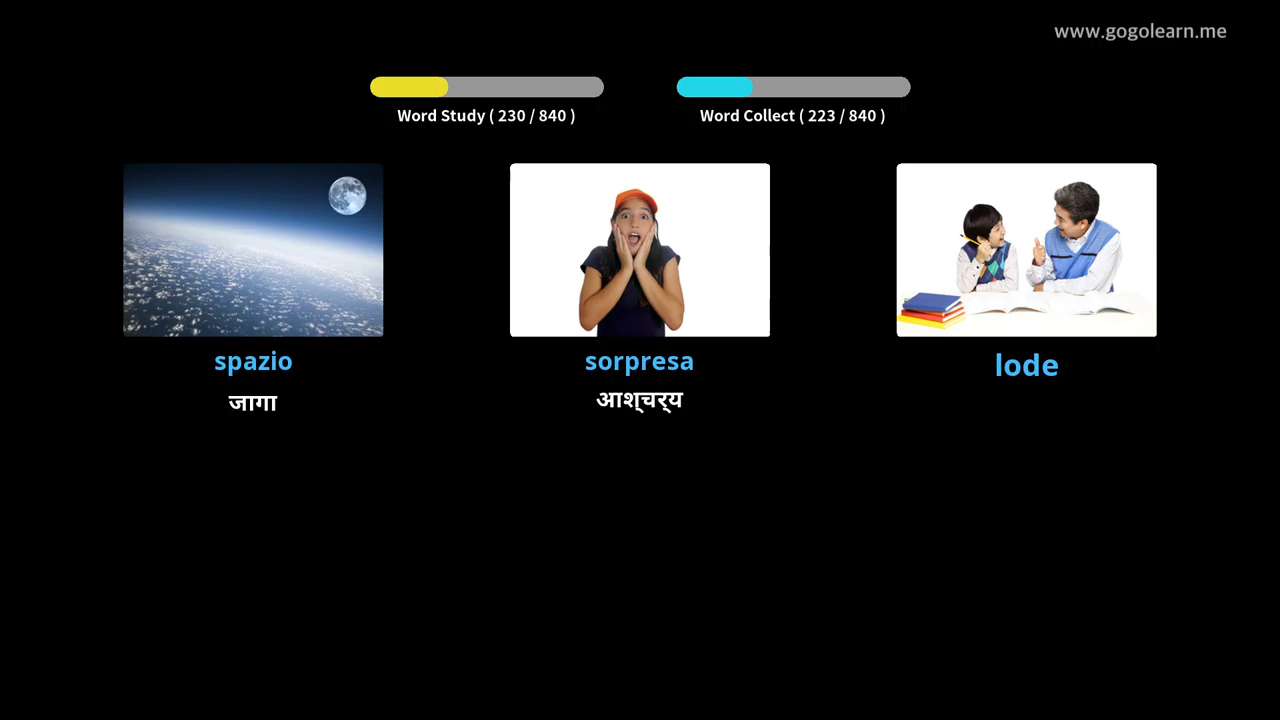 www.gogolearn.me
Word Study ( 230 / 840 )
Word Collect ( 223 / 840 )
spazio
sorpresa
lode
जागा
आश्चर्य